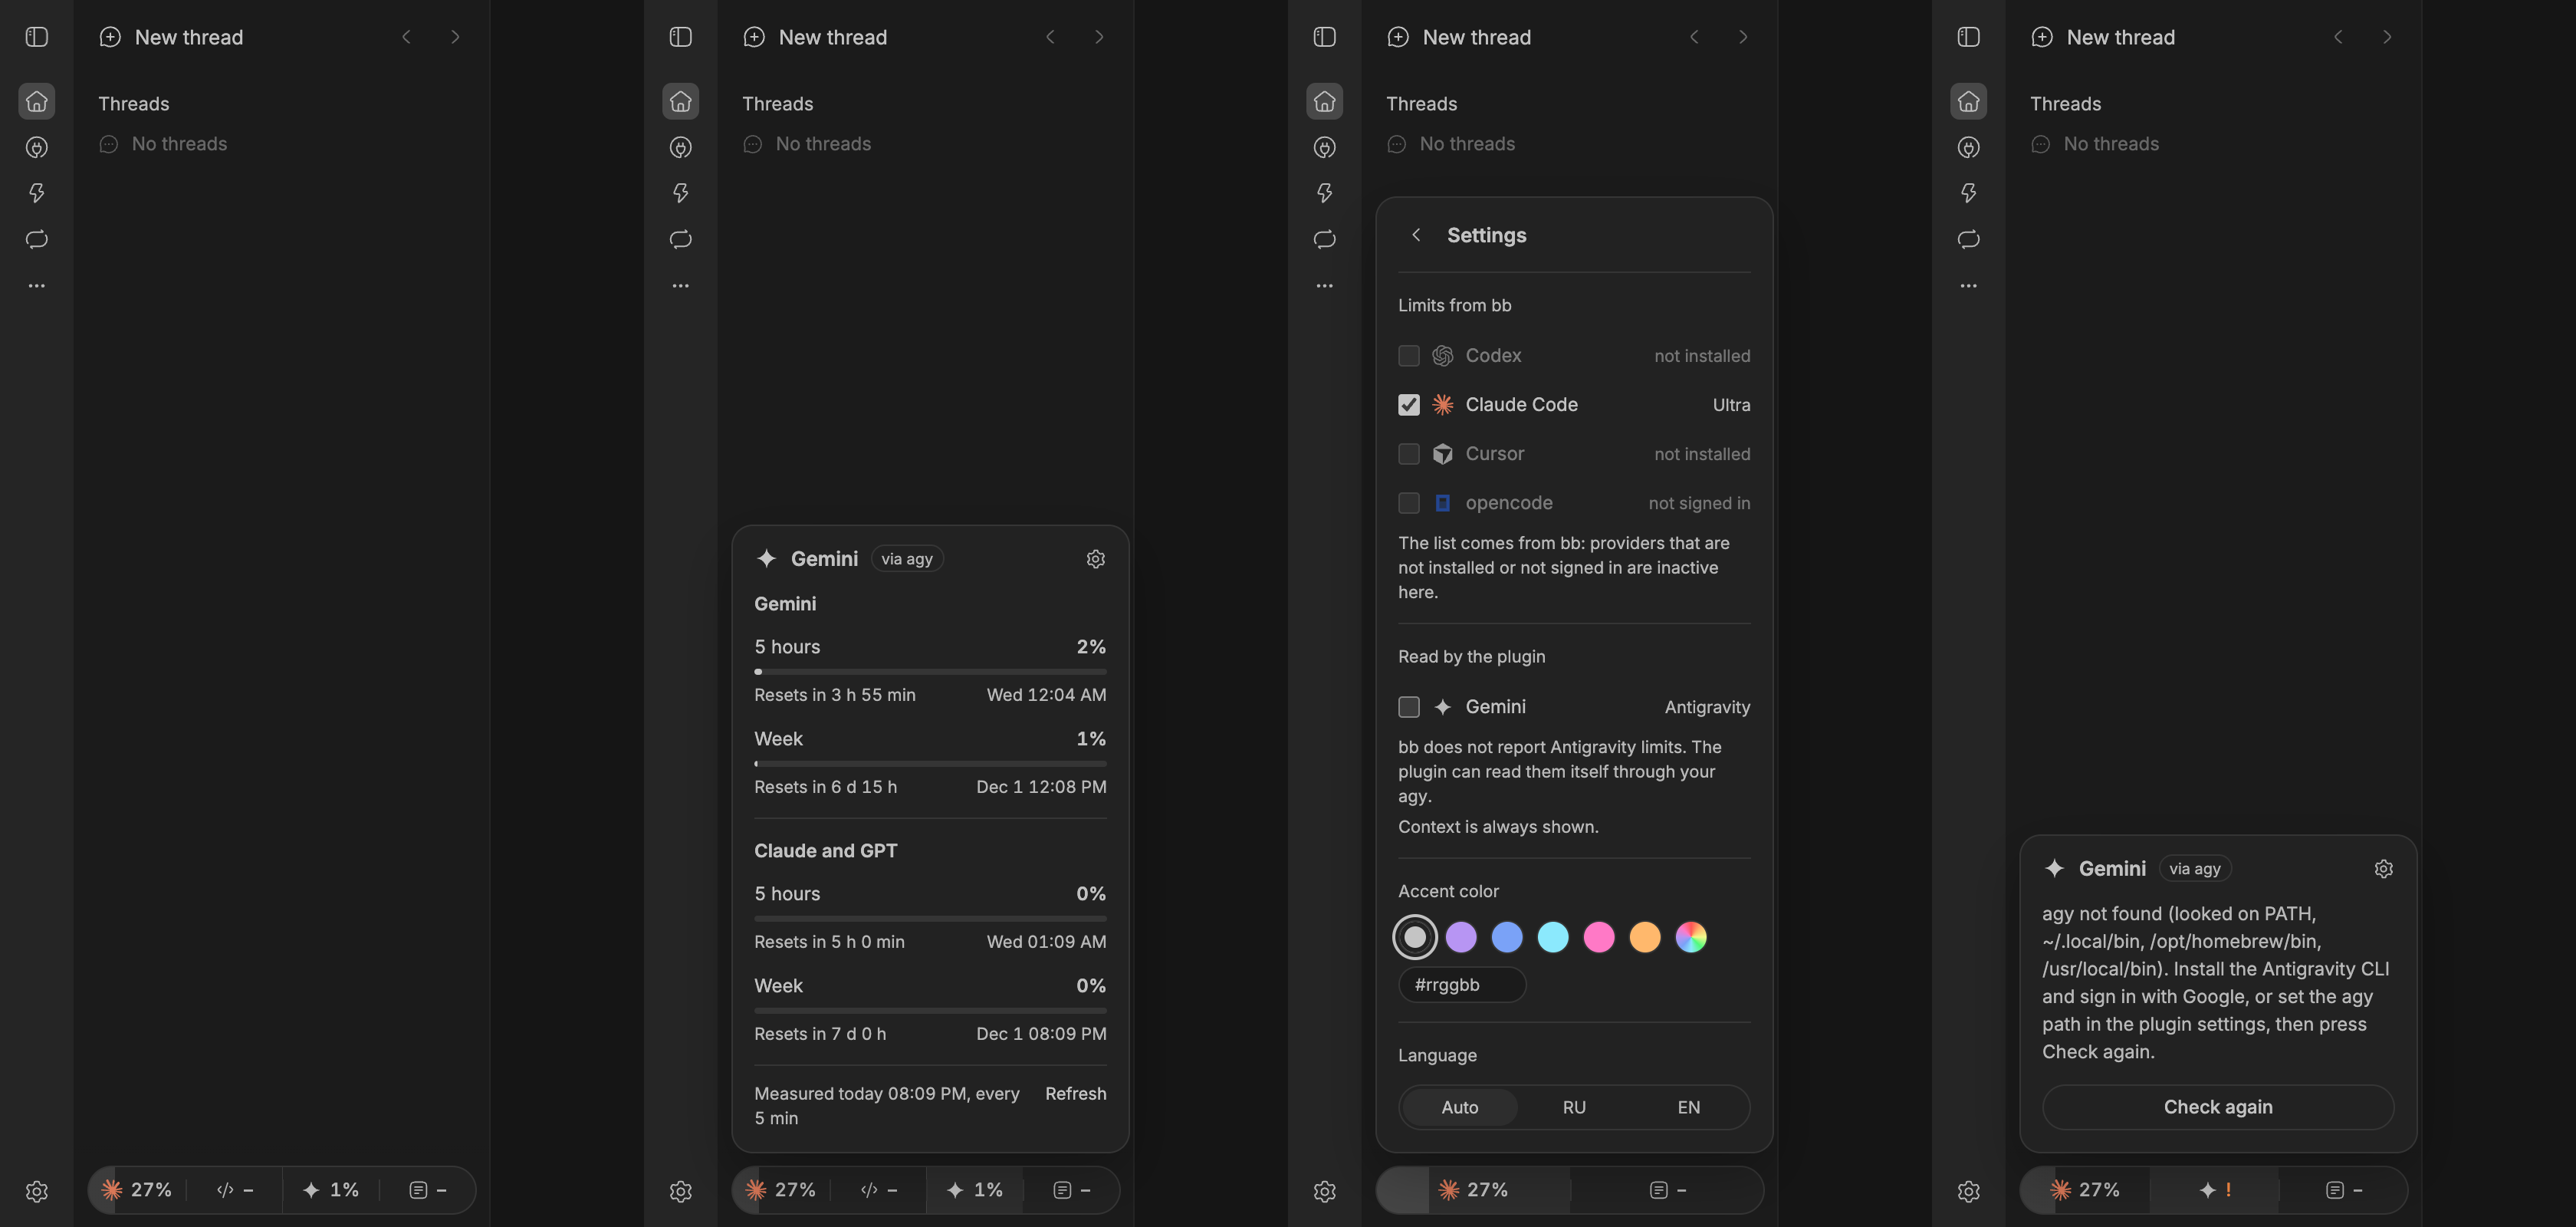 New thread
Threads
No threads
27% – 1% –
New thread
Threads
No threads
Gemini via agy
Gemini
5 hours 2%
Resets in 3 h 55 min Wed 12:04 AM
Week 1%
Resets in 6 d 15 h Dec 1 12:08 PM
Claude and GPT
5 hours 0%
Resets in 5 h 0 min Wed 01:09 AM
Week 0%
Resets in 7 d 0 h Dec 1 08:09 PM
Measured today 08:09 PM, every Refresh
5 min
27% – 1% –
New thread
Threads
No threads
Settings
Limits from bb
Codex not installed
Claude Code Ultra
Cursor not installed
opencode not signed in
The list comes from bb: providers that are
not installed or not signed in are inactive
here.
Read by the plugin
Gemini Antigravity
bb does not report Antigravity limits. The
plugin can read them itself through your
agy.
Context is always shown.
Accent color
#rrggbb
Language
Auto RU EN
27% –
New thread
Threads
No threads
Gemini via agy
agy not found (looked on PATH,
~/.local/bin, /opt/homebrew/bin,
/usr/local/bin). Install the Antigravity CLI
and sign in with Google, or set the agy
path in the plugin settings, then press
Check again.
Check again
27% ! –